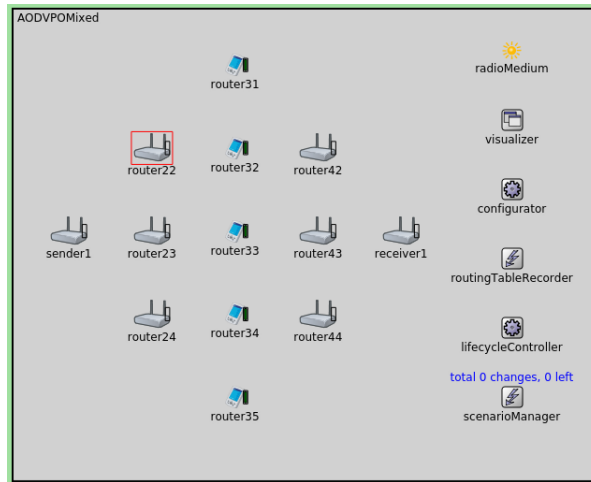 AODVPOMixed
radioMedium
router31
visualizer
router22
router32
router42
configurator
sender1
router23
router33
router43
receiver1
routingTableRecorder
router24
router34
router44
lifecycleController
total 0 changes, 0 left
router35
scenarioManager